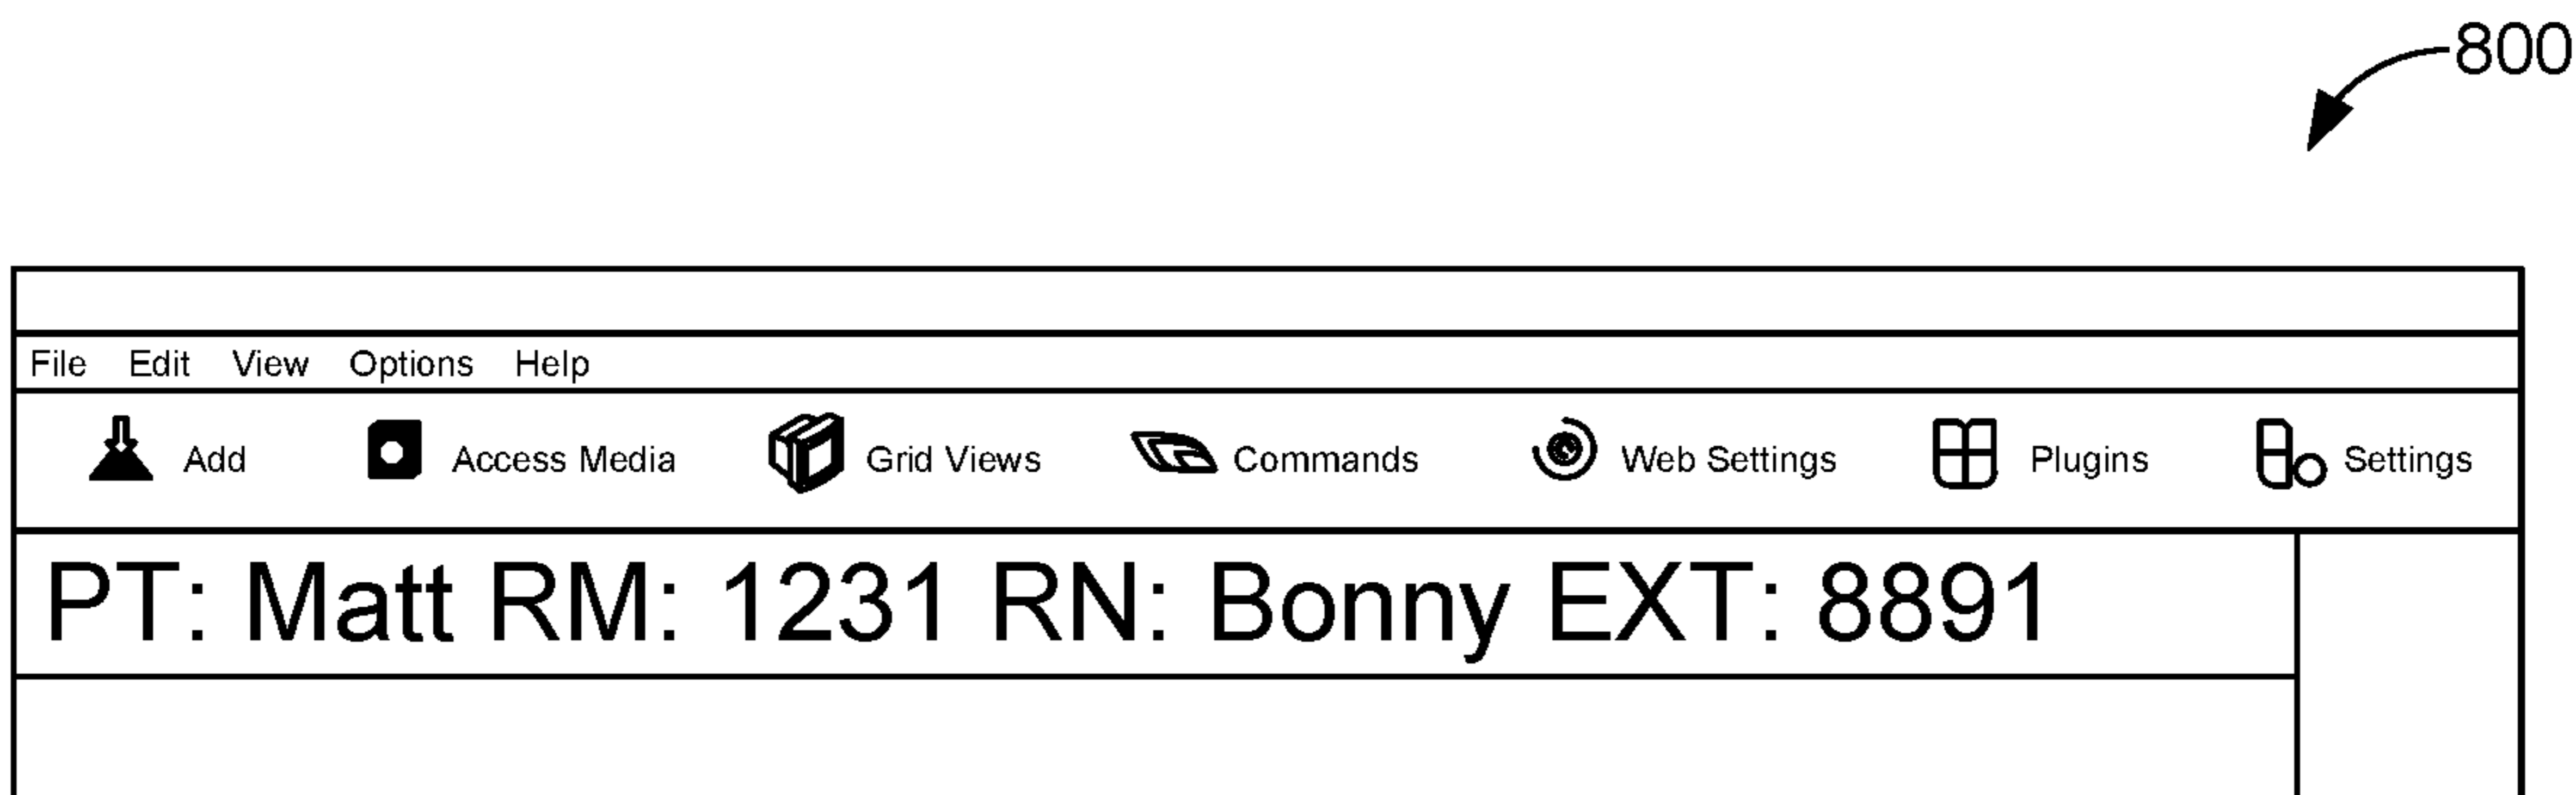 800
File Edit View Options Help
Add Access Media Grid Views Commands Web Settings Plugins Settings
PT: Matt RM: 1231 RN: Bonny EXT: 8891